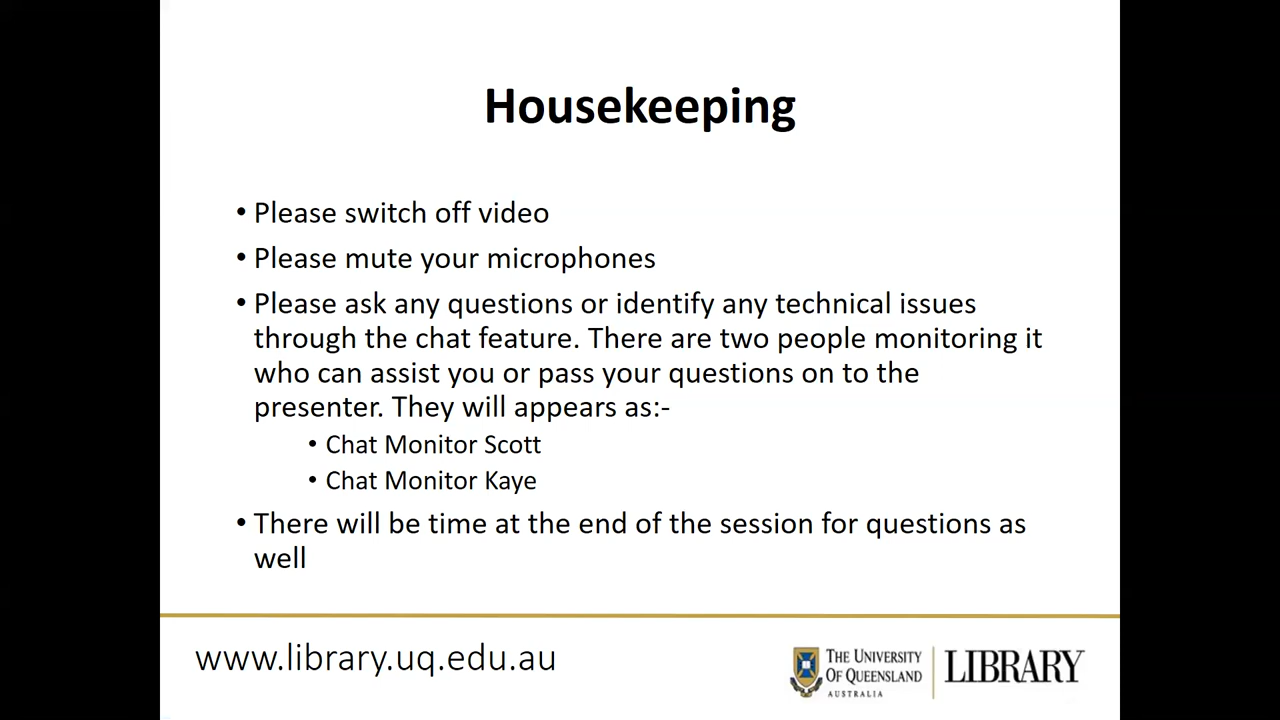 Housekeeping
• Please switch off video
• Please mute your microphones
• Please ask any questions or identify any technical issues
through the chat feature. There are two people monitoring it
who can assist you or pass your questions on to the
presenter. They will appears as:-
• Chat Monitor Scott
• Chat Monitor Kaye
• There will be time at the end of the session for questions as
well
www.library.uq.edu.au
THE UNIVERSITY
OF QUEENSLAND
AUSTRALIA
LIBRARY